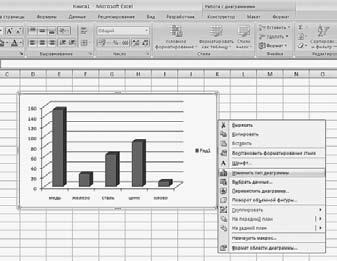 Книга1 - Microsoft Excel
Работа с диаграммами
страницы Формулы Данные Рецензирование Вид Разработчик Конструктор Макет Формат
Общий
Условное форматирование
Форматировать как таблицу
Стили ячеек
Вставить
Удалить
Формат
Выравнивание
Число
Стили
Ячейки
C D E F G H I J K L M N O
160
140
120
100
80
60
40
20
0
медь железо сталь цинк олово
Ряд1
Вырезать
Копировать
Вставить
Восстановить форматирование стиля
Шрифт...
Изменить тип диаграммы...
Выбрать данные...
Переместить диаграмму...
Поворот объемной фигуры...
Группировать
На передний план
На задний план
Назначить макрос...
Формат области диаграммы...